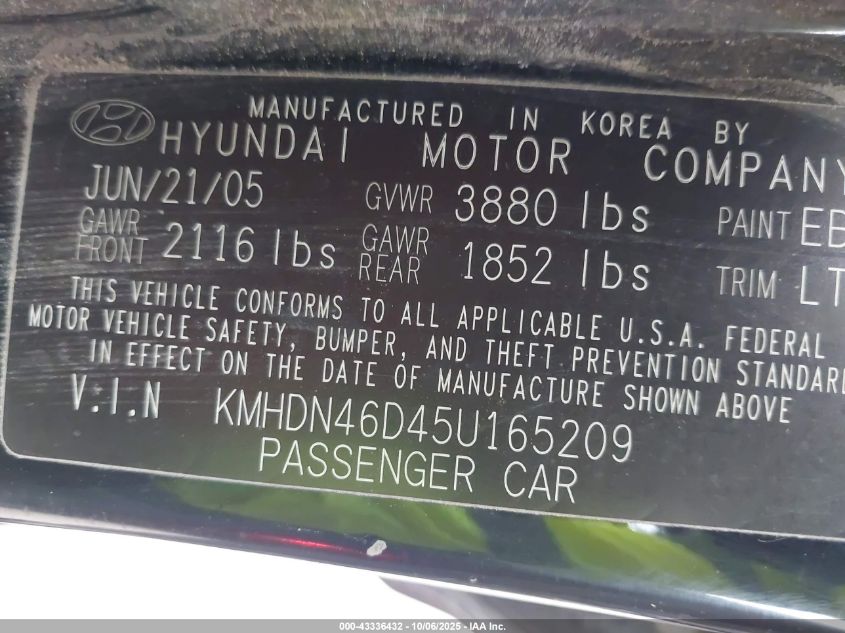 MANUFACTURED IN KOREA BY
HYUNDAI MOTOR COMPANY
JUN/21/05 GVWR 3880 lbs PAINT EB
GAWR FRONT 2116 lbs GAWR REAR 1852 lbs TRIM LT
THIS VEHICLE CONFORMS TO ALL APPLICABLE U.S.A. FEDERAL
MOTOR VEHICLE SAFETY, BUMPER, AND THEFT PREVENTION STANDAR
IN EFFECT ON THE DATE OF MANUFACTURE SHOWN ABOVE
V.I.N KMHDN46D45U165209
PASSENGER CAR
000-43336432 - 10/06/2025 - IAA Inc.